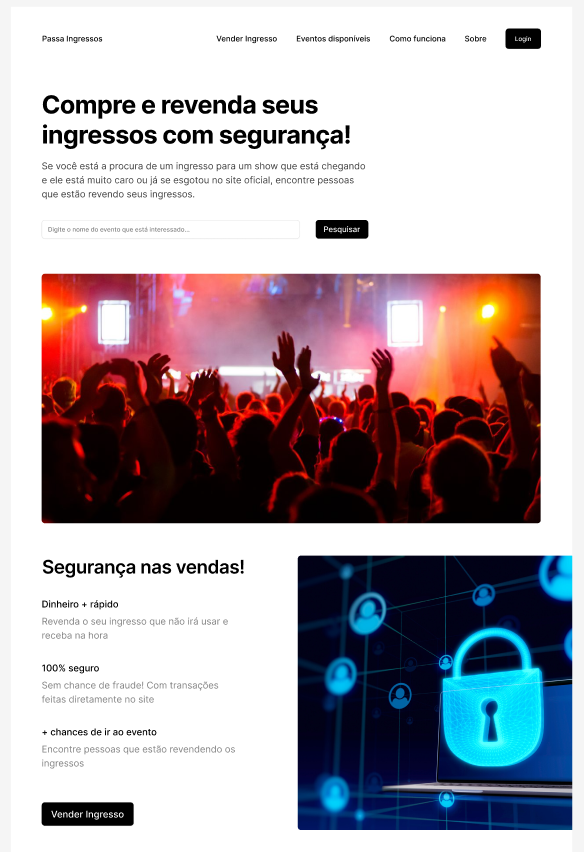 Passa Ingressos
Vender Ingresso
Eventos disponíveis
Como funciona
Sobre
Login
Compre e revenda seus
ingressos com segurança!
Se você está a procura de um ingresso para um show que está chegando
e ele está muito caro ou já se esgotou no site oficial, encontre pessoas
que estão revendo seus ingressos.
Digite o nome do evento que está interessado...
Pesquisar
Segurança nas vendas!
Dinheiro + rápido
Revenda o seu ingresso que não irá usar e
receba na hora
100% seguro
Sem chance de fraude! Com transações
feitas diretamente no site
+ chances de ir ao evento
Encontre pessoas que estão revendendo os
ingressos
Vender Ingresso